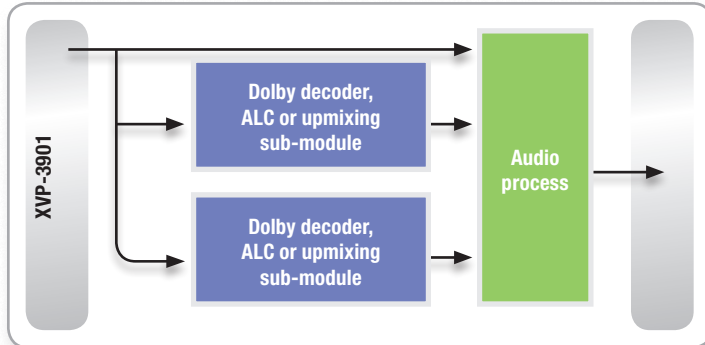 XVP-3901
Dolby decoder,
ALC or upmixing
sub-module
Dolby decoder,
ALC or upmixing
sub-module
Audio
process